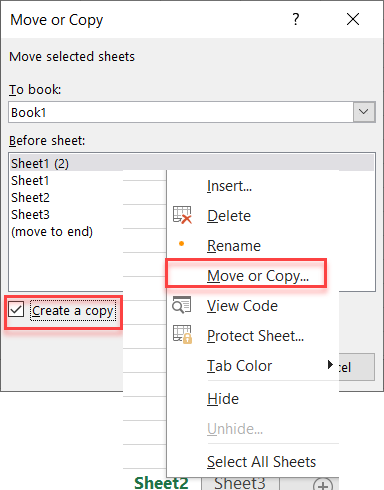 Move or Copy
Move selected sheets
To book:
Book1
Before sheet:
Sheet1 (2)
Sheet1
Sheet2
Sheet3
(move to end)
Create a copy
Insert...
Delete
Rename
Move or Copy...
View Code
Protect Sheet...
Tab Color
Hide
Unhide...
Select All Sheets
Sheet2 Sheet3